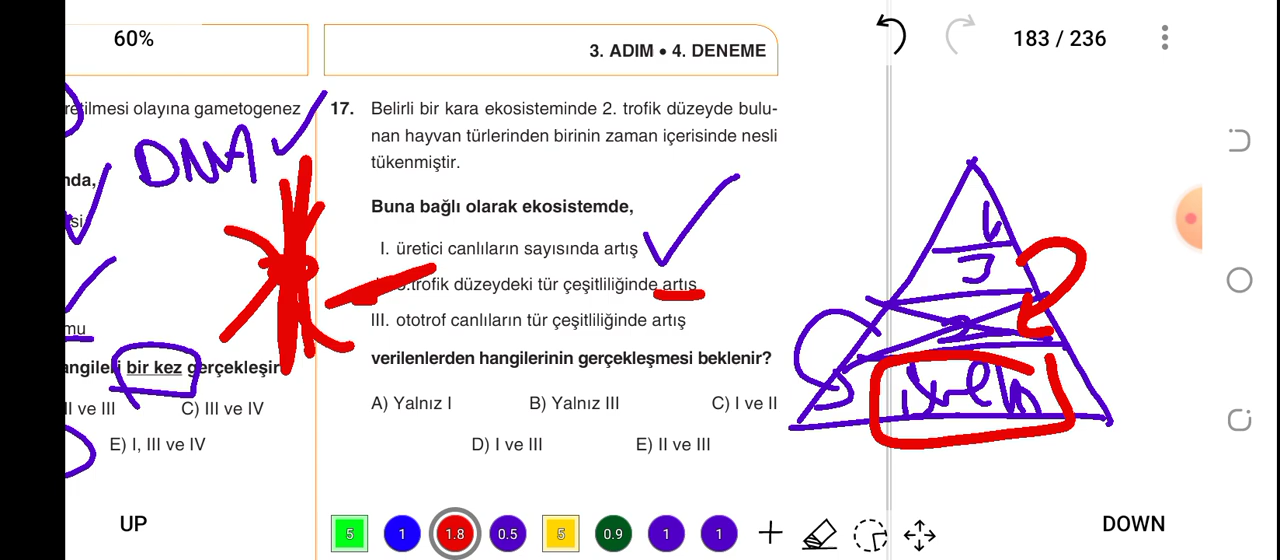 60%
183 / 236
3. ADIM • 4. DENEME
retilmesi olayına gametogenez
DNA
nda,
si
mu
angileri bir kez gerçekleşir
II ve III C) III ve IV
E) I, III ve IV
17. Belirli bir kara ekosisteminde 2. trofik düzeyde bulu-
nan hayvan türlerinden birinin zaman içerisinde nesli
tükenmiştir.
Buna bağlı olarak ekosistemde,
I. üretici canlıların sayısında artış
trofik düzeydeki tür çeşitliliğinde artış
III. ototrof canlıların tür çeşitliliğinde artış
verilenlerden hangilerinin gerçekleşmesi beklenir?
A) Yalnız I B) Yalnız III C) I ve II
D) I ve III E) II ve III
3
2
UP
5 1 1.8 0.5 5 0.9 1 1
DOWN